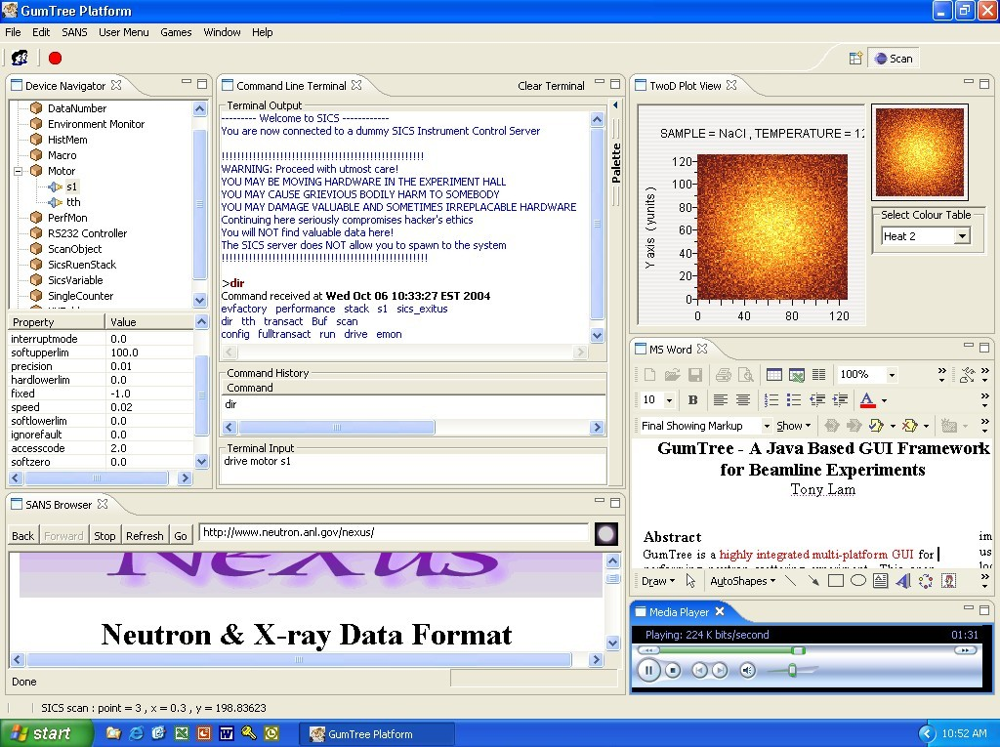 GumTree Platform
File Edit SANS User Menu Games Window Help
Scan
Device Navigator
DataNumber
Environment Monitor
HistMem
Macro
Motor
s1
tth
PerfMon
RS232 Controller
ScanObject
SicsRuenStack
SicsVariable
SingleCounter
Property Value
interruptmode 0.0
softupperlim 100.0
precision 0.01
hardlowerlim 0.0
fixed -1.0
speed 0.02
softlowerlim 0.0
ignorefault 0.0
accesscode 2.0
softzero 0.0
Command Line Terminal Clear Terminal
Terminal Output
--------- Welcome to SICS ------------
You are now connected to a dummy SICS Instrument Control Server
!!!!!!!!!!!!!!!!!!!!!!!!!!!!!!!!!!!!!!!!!!!!!!!!!!!!
WARNING: Proceed with utmost care!
YOU MAY BE MOVING HARDWARE IN THE EXPERIMENT HALL
YOU MAY CAUSE GRIEVIOUS BODILY HARM TO SOMEBODY
YOU MAY DAMAGE VALUABLE AND SOMETIMES IRREPLACABLE HARDWARE
Continuing here seriously compromises hacker's ethics
You will NOT find valuable data here!
The SICS server does NOT allow you to spawn to the system
!!!!!!!!!!!!!!!!!!!!!!!!!!!!!!!!!!!!!!!!!!!!!!!!!!!!!
>dir
Command received at Wed Oct 06 10:33:27 EST 2004
evfactory performance stack s1 sics_exitus
dir tth transact Buf scan
config fulltransact run drive emon
Palette
Command History
Command
dir
Terminal Input
drive motor s1
TwoD Plot View
SAMPLE = NaCl , TEMPERATURE = 12
Y axis ( yunits )
120
100
80
60
40
20
0
0 40 80 120
Select Colour Table
Heat 2
MS Word
100%
10 B A
Final Showing Markup Show
GumTree - A Java Based GUI Framework
for Beamline Experiments
Tony Lam
Abstract
GumTree is a highly integrated multi-platform GUI for
im
us
Draw AutoShapes
SANS Browser
Back Forward Stop Refresh Go http://www.neutron.anl.gov/nexus/
NeXus
Neutron & X-ray Data Format
Done
Media Player
Playing: 224 K bits/second 01:31
SICS scan : point = 3 , x = 0.3 , y = 198.83623
start GumTree Platform 10:52 AM